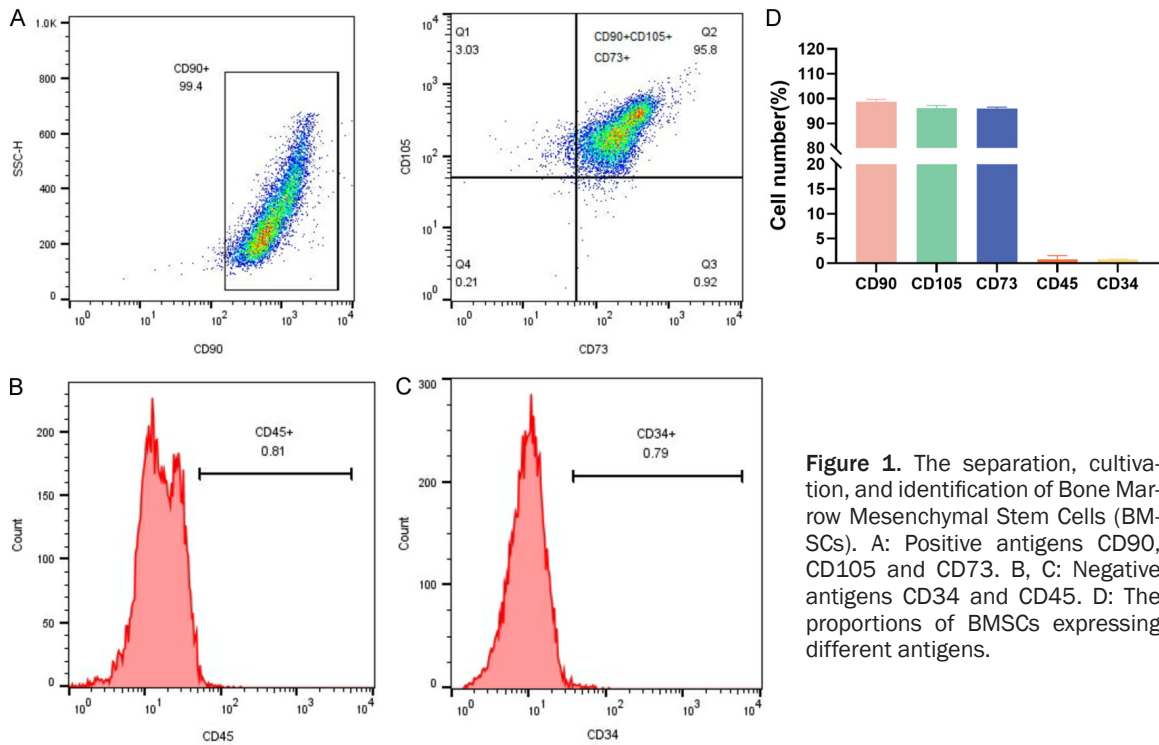 A
1.0K
800
600
400
200
0
SSC-H
CD90+
99.4
10^0
10^1
10^2
10^3
10^4
CD90
10^4
10^3
10^2
10^1
10^0
CD105
Q1
3.03
CD90+CD105+
CD73+
Q2
95.8
Q4
0.21
Q3
0.92
10^0
10^1
10^2
10^3
10^4
CD73
D
120
110
100
90
80
20
15
10
5
0
Cell number(%)
CD90 CD105 CD73 CD45 CD34
B
200
150
100
50
0
Count
CD45+
0.81
10^0
10^1
10^2
10^3
10^4
CD45
C
300
200
100
0
Count
CD34+
0.79
10^0
10^1
10^2
10^3
10^4
CD34
Figure 1. The separation, cultiva-
tion, and identification of Bone Mar-
row Mesenchymal Stem Cells (BM-
SCs). A: Positive antigens CD90,
CD105 and CD73. B, C: Negative
antigens CD34 and CD45. D: The
proportions of BMSCs expressing
different antigens.